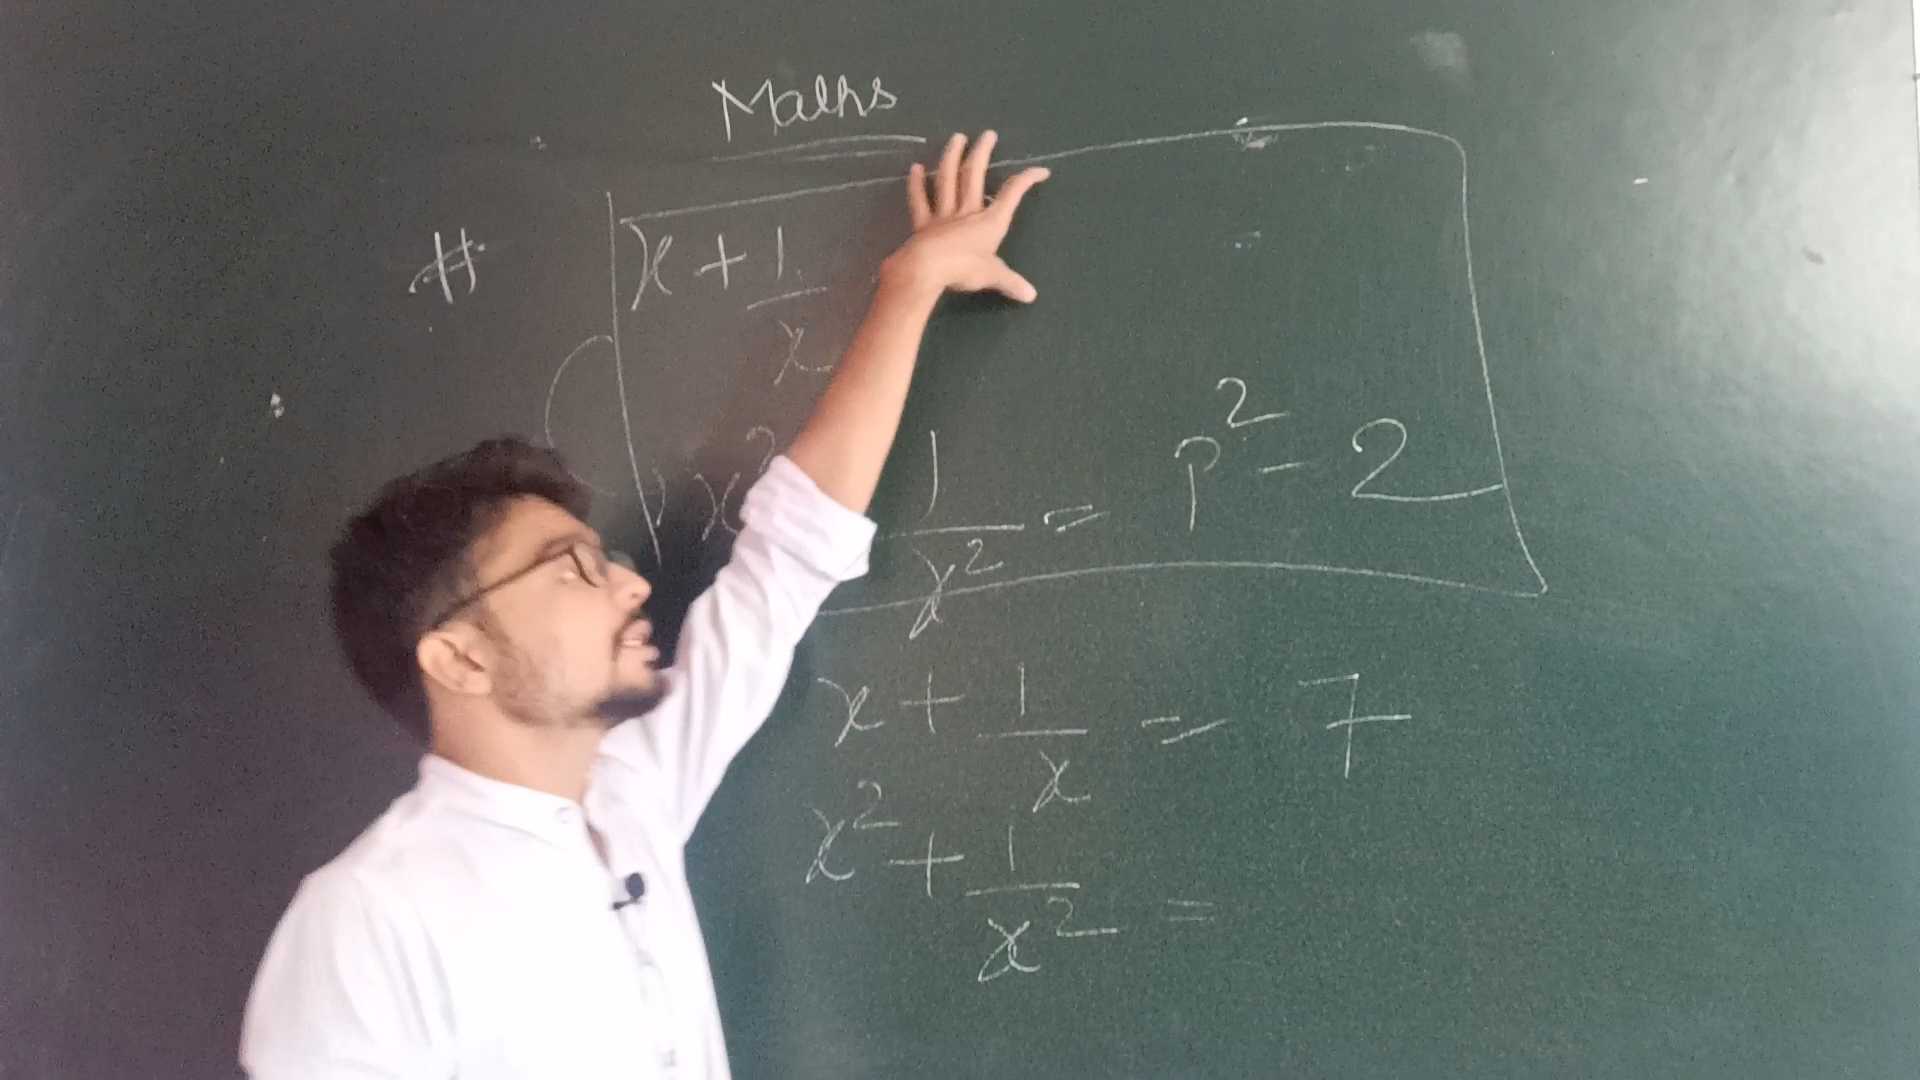 Maths
#
x + 1/x
x² 1/x² = P² - 2
x + 1/x = 7
x² + 1/x² =